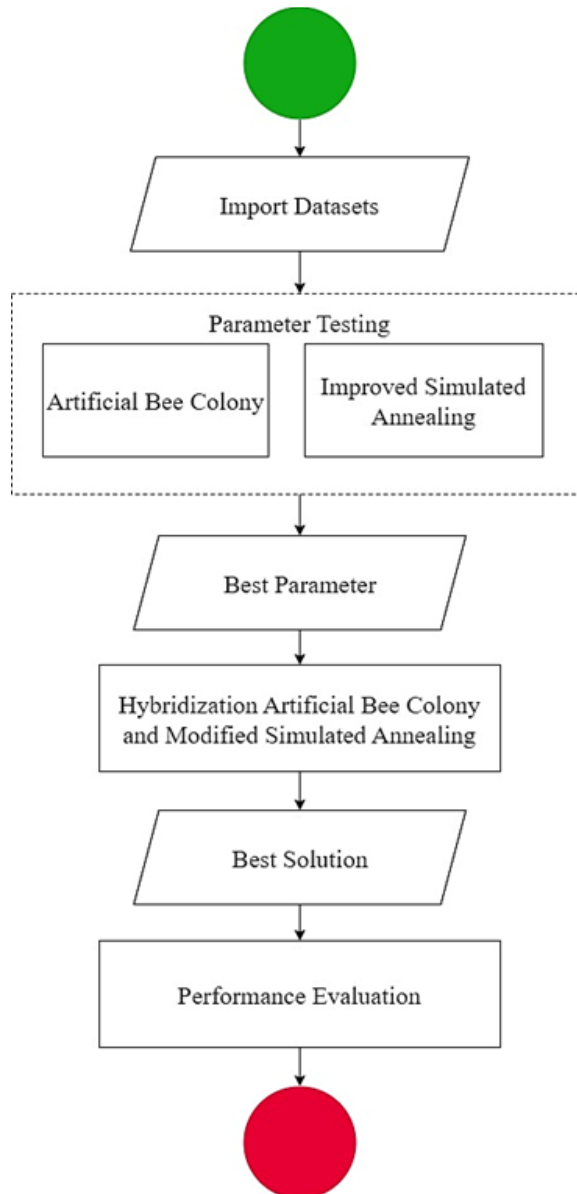 Import Datasets
Parameter Testing
Artificial Bee Colony
Improved Simulated
Annealing
Best Parameter
Hybridization Artificial Bee Colony
and Modified Simulated Annealing
Best Solution
Performance Evaluation